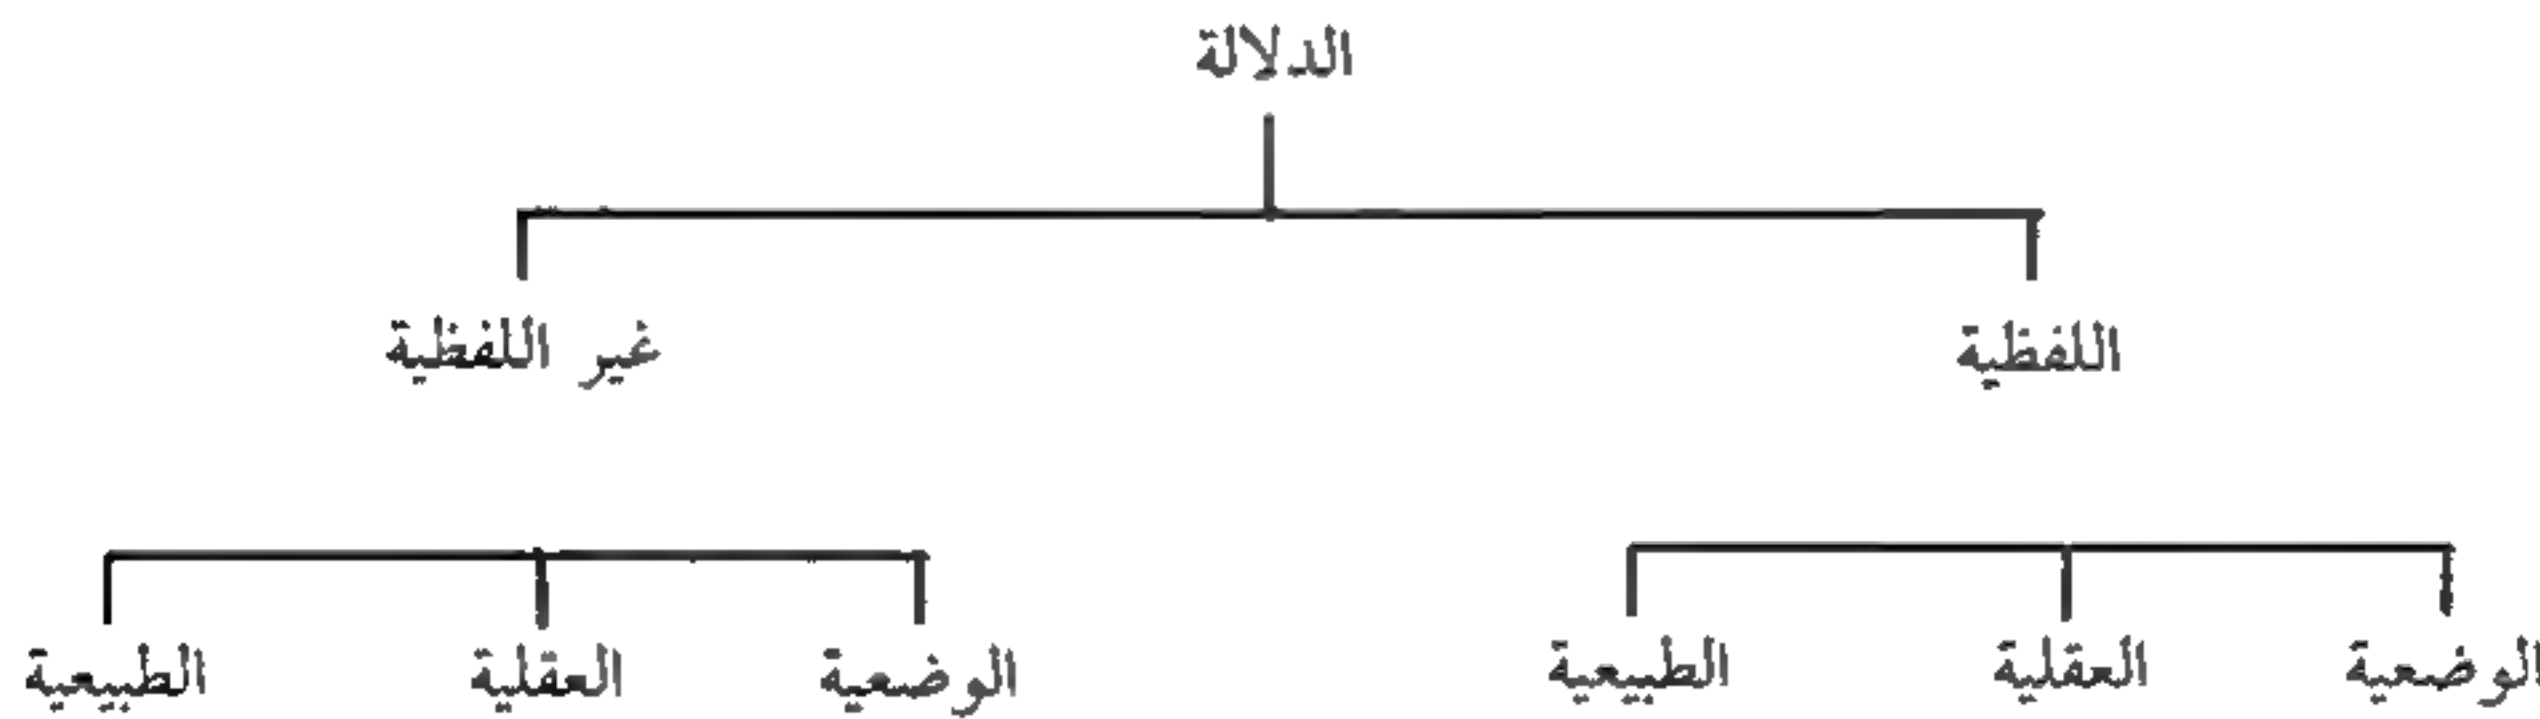 الدلالة
اللفظية غير اللفظية
الوضعية العقلية الطبيعية الوضعية العقلية الطبيعية